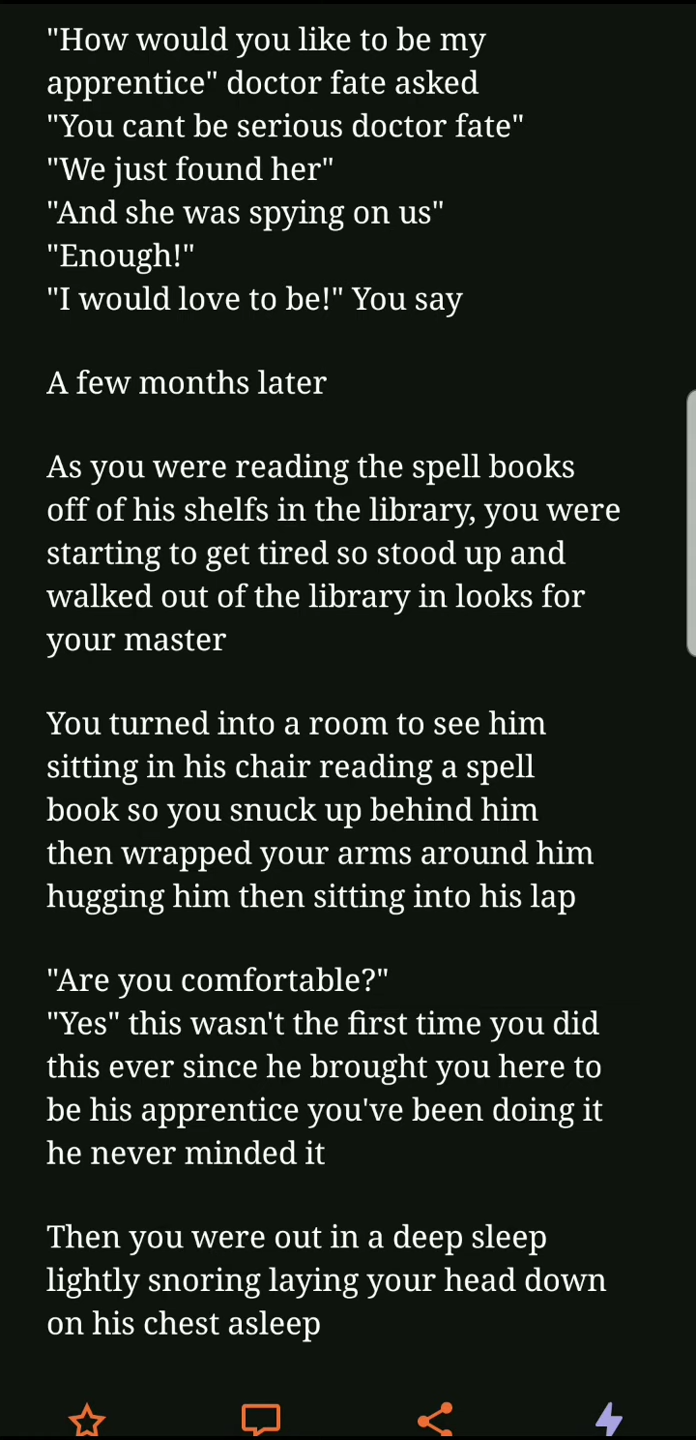 "How would you like to be my
apprentice" doctor fate asked
"You cant be serious doctor fate"
"We just found her"
"And she was spying on us"
"Enough!"
"I would love to be!" You say
A few months later
As you were reading the spell books
off of his shelfs in the library, you were
starting to get tired so stood up and
walked out of the library in looks for
your master
You turned into a room to see him
sitting in his chair reading a spell
book so you snuck up behind him
then wrapped your arms around him
hugging him then sitting into his lap
"Are you comfortable?"
"Yes" this wasn't the first time you did
this ever since he brought you here to
be his apprentice you've been doing it
he never minded it
Then you were out in a deep sleep
lightly snoring laying your head down
on his chest asleep